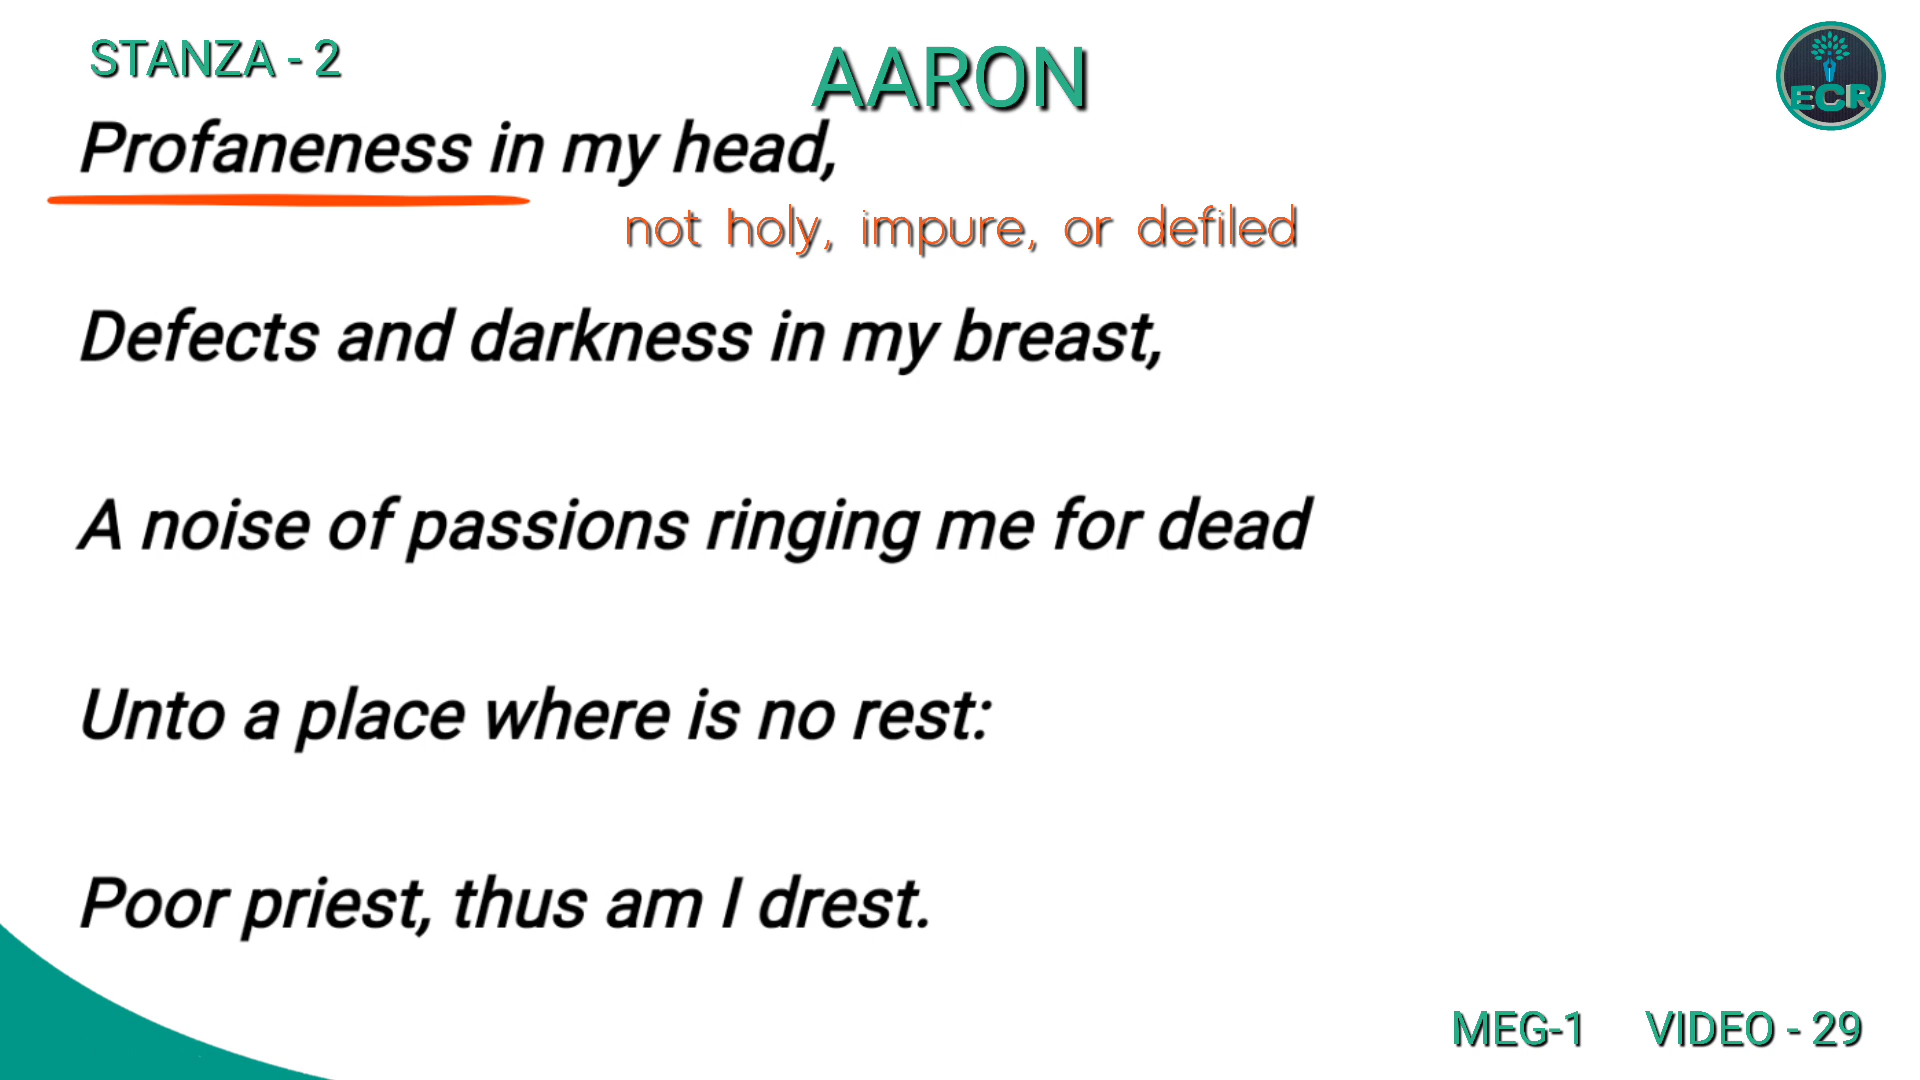 STANZA - 2
AARON
ECR
Profaneness in my head,
not holy, impure, or defiled
Defects and darkness in my breast,
A noise of passions ringing me for dead
Unto a place where is no rest:
Poor priest, thus am I drest.
MEG-1 VIDEO - 29